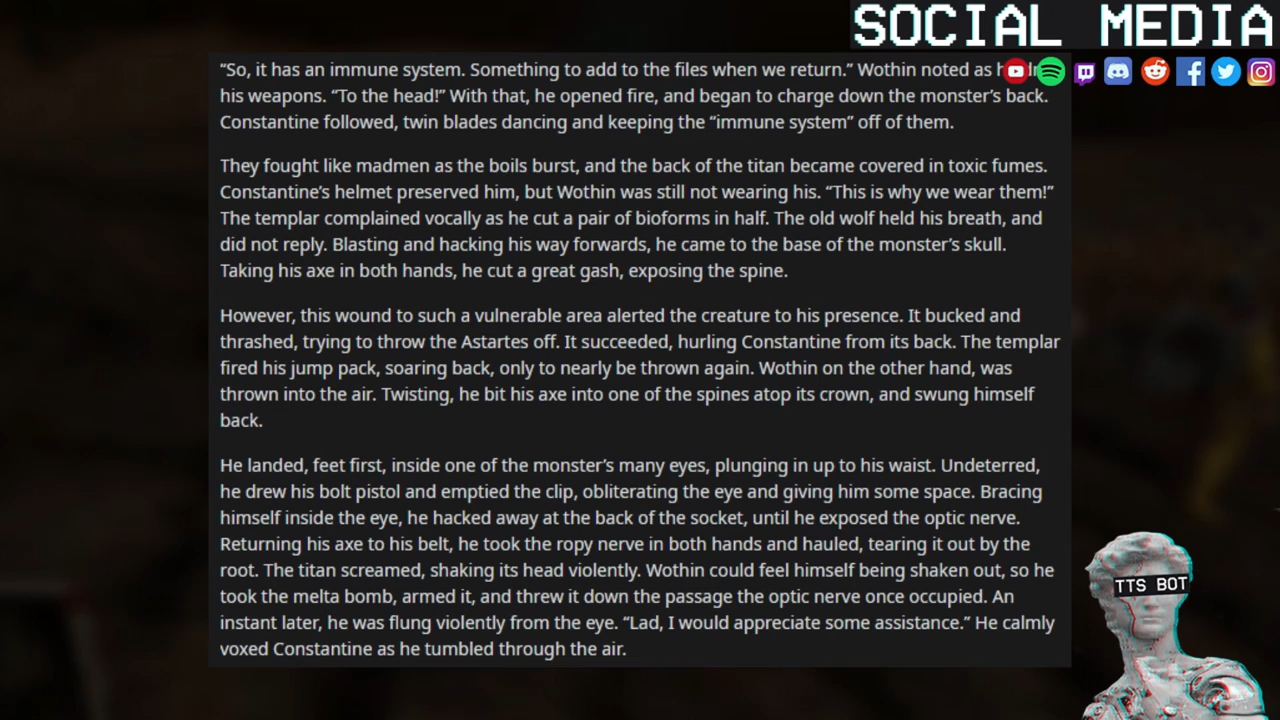 SOCIAL MEDIA
“So, it has an immune system. Something to add to the files when we return.” Wothin noted as
his weapons. “To the head!” With that, he opened fire, and began to charge down the monster’s back.
Constantine followed, twin blades dancing and keeping the “immune system” off of them.
They fought like madmen as the boils burst, and the back of the titan became covered in toxic fumes.
Constantine’s helmet preserved him, but Wothin was still not wearing his. “This is why we wear them!”
The templar complained vocally as he cut a pair of bioforms in half. The old wolf held his breath, and
did not reply. Blasting and hacking his way forwards, he came to the base of the monster’s skull.
Taking his axe in both hands, he cut a great gash, exposing the spine.
However, this wound to such a vulnerable area alerted the creature to his presence. It bucked and
thrashed, trying to throw the Astartes off. It succeeded, hurling Constantine from its back. The templar
fired his jump pack, soaring back, only to nearly be thrown again. Wothin on the other hand, was
thrown into the air. Twisting, he bit his axe into one of the spines atop its crown, and swung himself
back.
He landed, feet first, inside one of the monster’s many eyes, plunging in up to his waist. Undeterred,
he drew his bolt pistol and emptied the clip, obliterating the eye and giving him some space. Bracing
himself inside the eye, he hacked away at the back of the socket, until he exposed the optic nerve.
Returning his axe to his belt, he took the ropy nerve in both hands and hauled, tearing it out by the
root. The titan screamed, shaking its head violently. Wothin could feel himself being shaken out, so he
took the melta bomb, armed it, and threw it down the passage the optic nerve once occupied. An
instant later, he was flung violently from the eye. “Lad, I would appreciate some assistance.” He calmly
voxed Constantine as he tumbled through the air.
TTS BOT